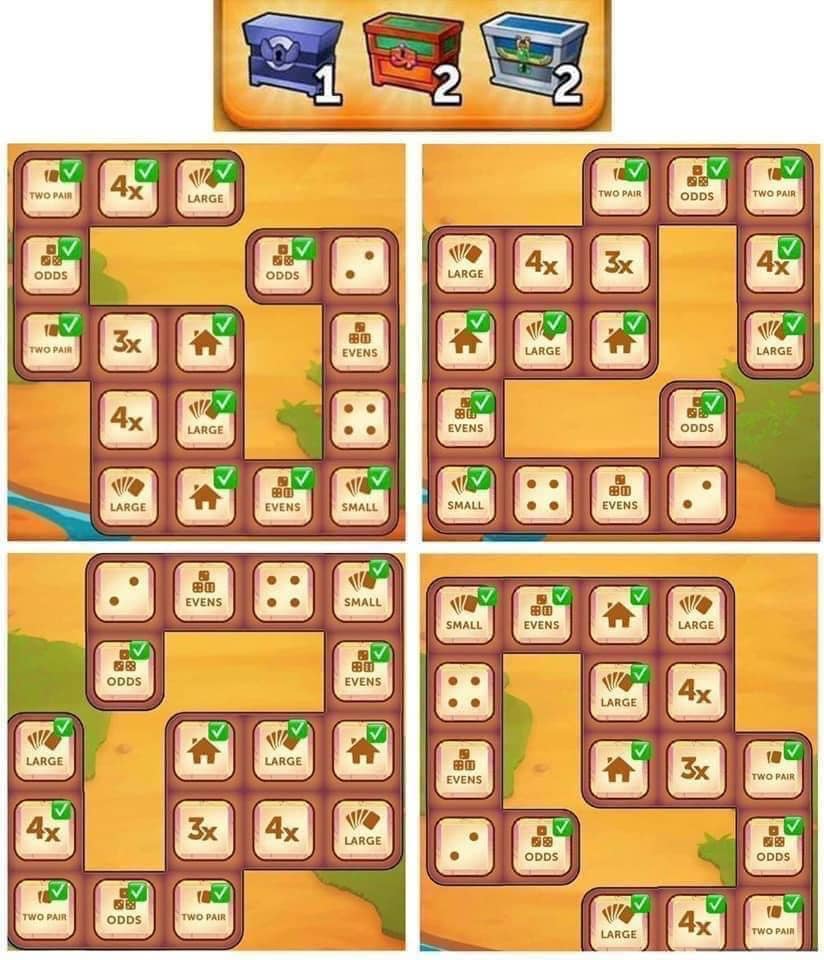 1 2 2
TWO PAIR 4x LARGE
ODDS ODDS
TWO PAIR 3x EVENS
4x LARGE
LARGE EVENS SMALL
TWO PAIR ODDS TWO PAIR
LARGE 4x 3x 4x
LARGE LARGE
EVENS ODDS
SMALL EVENS
EVENS SMALL
ODDS EVENS
LARGE LARGE
4x 3x 4x LARGE
TWO PAIR ODDS TWO PAIR
SMALL EVENS LARGE
LARGE 4x
EVENS 3x TWO PAIR
ODDS ODDS
LARGE 4x TWO PAIR